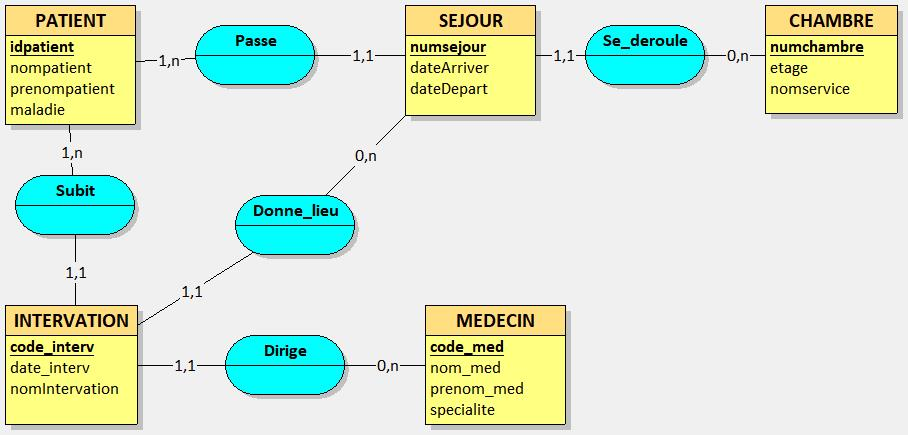 PATIENT
idpatient
nompatient
prenompatient
maladie
1,n
Passe
1,1
SEJOUR
numsejour
dateArriver
dateDepart
1,1
Se_deroule
0,n
CHAMBRE
numchambre
etage
nomservice
1,n
Subit
1,1
0,n
Donne_lieu
1,1
INTERVATION
code_interv
date_interv
nomIntervation
1,1
Dirige
0,n
MEDECIN
code_med
nom_med
prenom_med
specialite